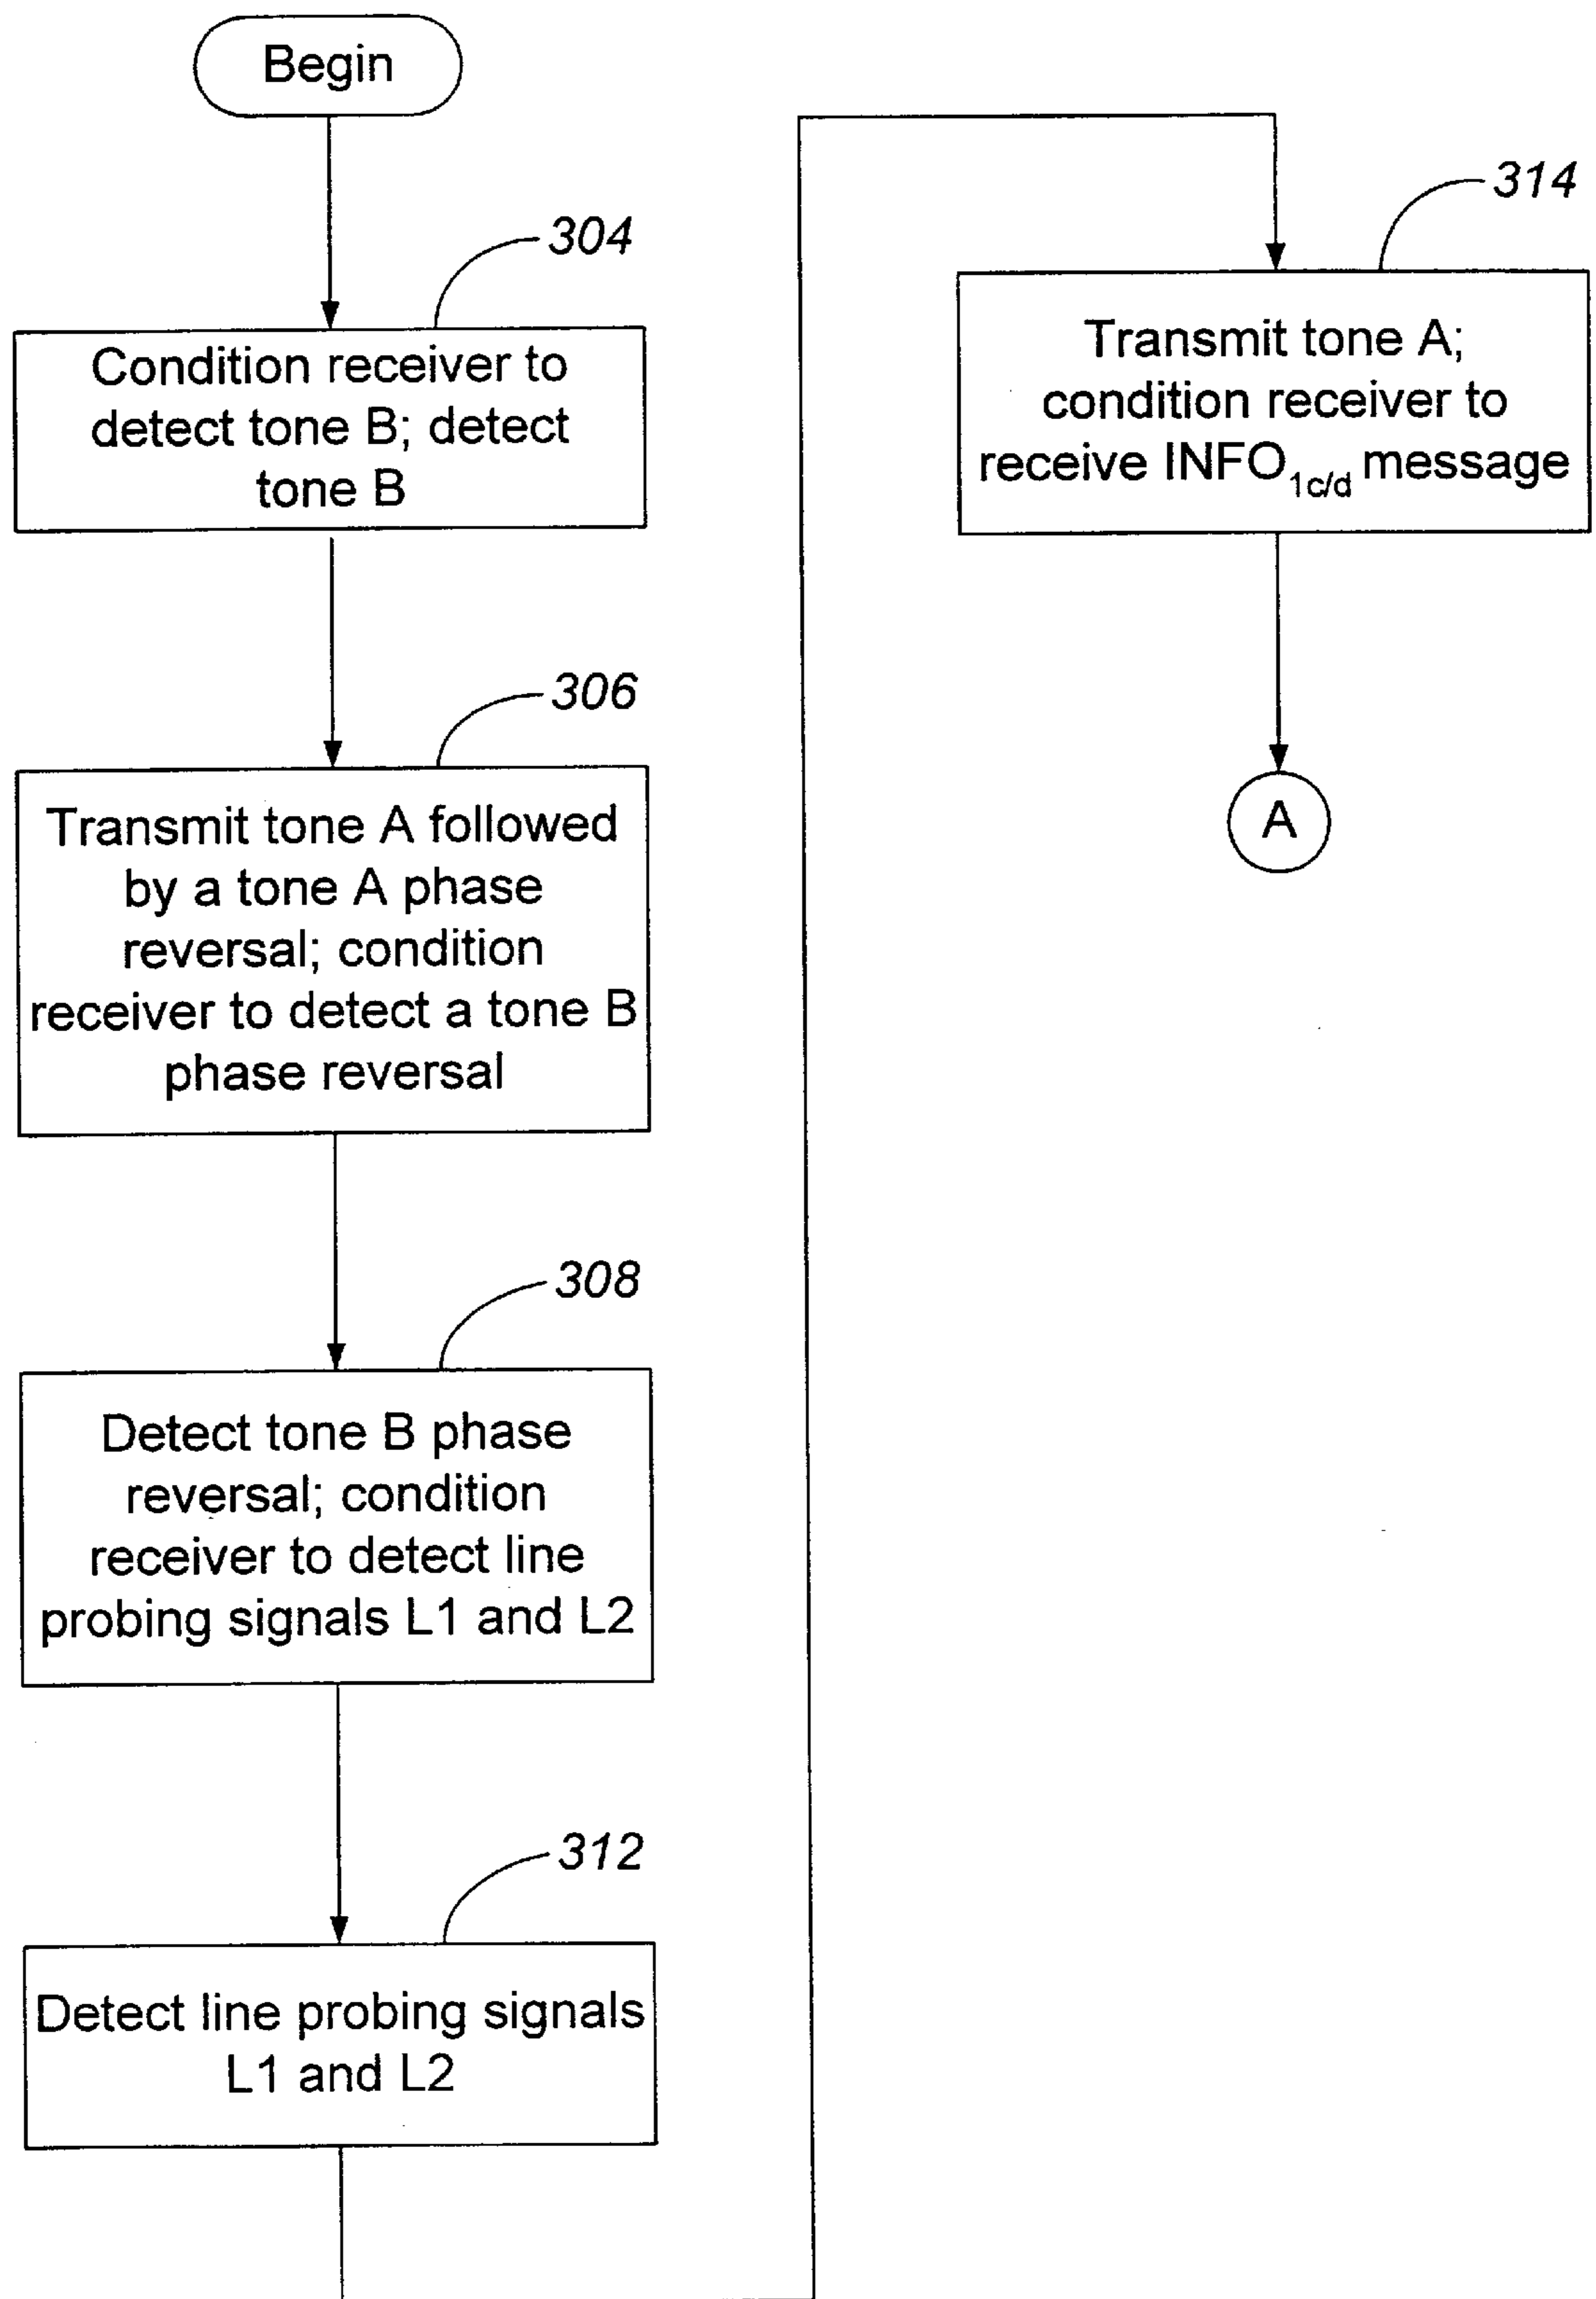 Begin
304
Condition receiver to
detect tone B; detect
tone B
306
Transmit tone A followed
by a tone A phase
reversal; condition
receiver to detect a tone B
phase reversal
308
Detect tone B phase
reversal; condition
receiver to detect line
probing signals L1 and L2
312
Detect line probing signals
L1 and L2
314
Transmit tone A;
condition receiver to
receive INFO1c/d message
A